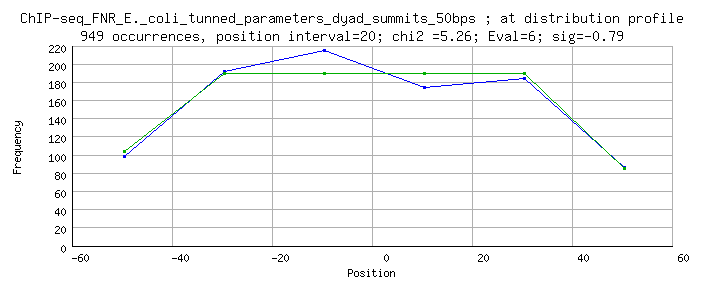 ChIP-seq_FNR_E._coli_tunned_parameters_dyad_summits_50bps ; at distribution profile
949 occurrences, position interval=20; chi2 =5.26; Eval=6; sig=-0.79
220
200
180
160
140
120
100
80
60
40
20
0
Frequency
-60 -40 -20 0 20 40 60
Position